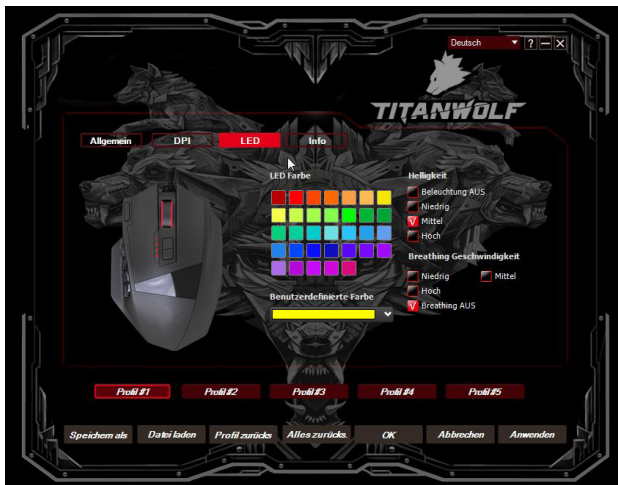 Deutsch ? — X
TITANWOLF
Allgemein DPI LED Info
LED Farbe
Helligkeit
Beleuchtung AUS
Niedrig
Mittel
Hoch
Breathing Geschwindigkeit
Niedrig Mittel
Hoch
Breathing AUS
Benutzerdefinierte Farbe
Profil #1 Profil #2 Profil #3 Profil #4 Profil #5
Speichern als Datei laden Profil zurücks Alles zurücks. OK Abbrechen Anwenden